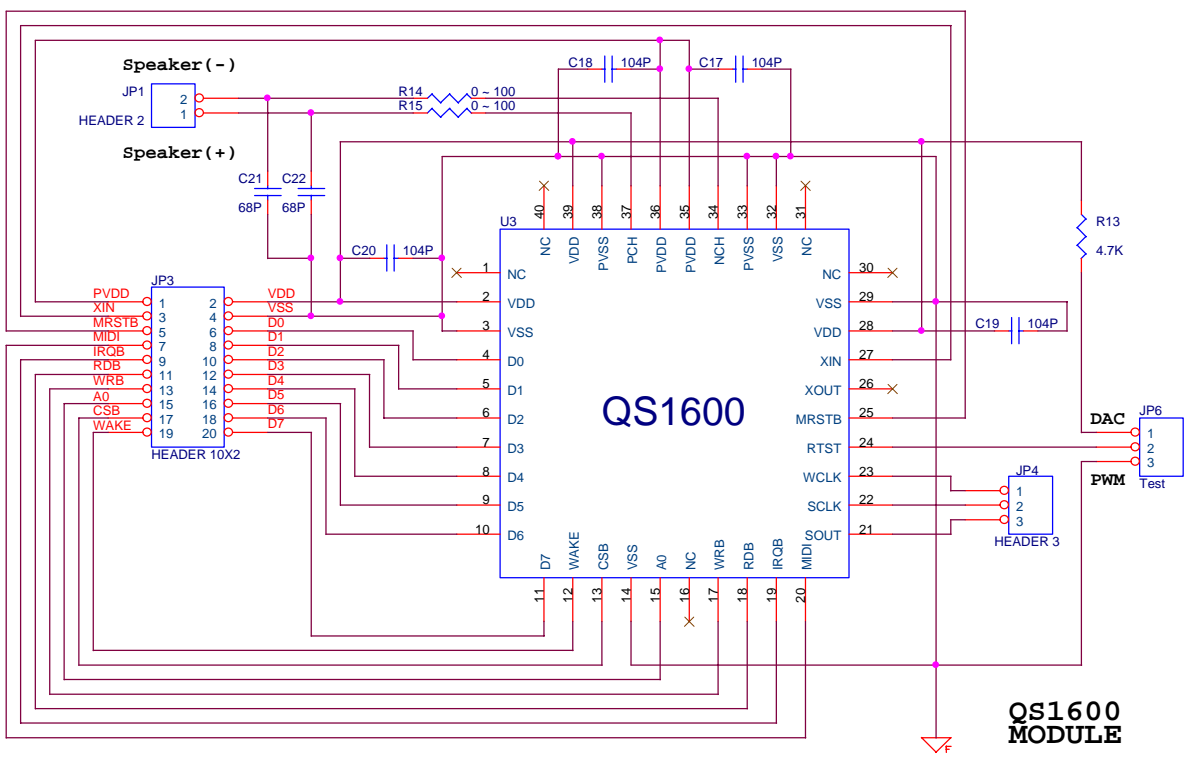 C18 104P C17 104P
Speaker(-)
JP1
2
1
HEADER 2
Speaker(+)
R14 0 ~ 100
R15 0 ~ 100
C21 C22
68P 68P
C20 104P
R13
4.7K
U3
40 39 38 37 36 35 34 33 32 31
NC VDD PVSS PCH PVDD PVDD NCH PVSS VSS NC
1 NC
2 VDD
3 VSS
4 D0
5 D1
6 D2
7 D3
8 D4
9 D5
10 D6
QS1600
NC 30
VSS 29
VDD 28
XIN 27
XOUT 26
MRSTB 25
RTST 24
WCLK 23
SCLK 22
SOUT 21
D7 WAKE CSB VSS A0 NC WRB RDB IRQB MIDI
11 12 13 14 15 16 17 18 19 20
C19 104P
JP3
PVDD 1 2 VDD
XIN 3 4 VSS
MRSTB 5 6 D0
MIDI 7 8 D1
IRQB 9 10 D2
RDB 11 12 D3
WRB 13 14 D4
A0 15 16 D5
CSB 17 18 D6
WAKE 19 20 D7
HEADER 10X2
JP6
DAC 1
2
PWM 3
Test
JP4
1
2
3
HEADER 3
F
QS1600
MODULE